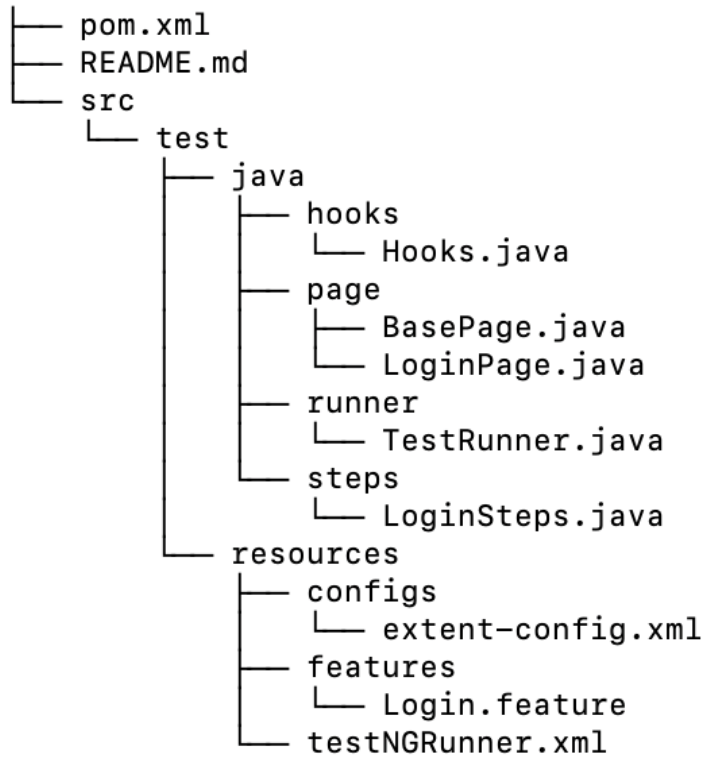 pom.xml
README.md
src
test
java
hooks
Hooks.java
page
BasePage.java
LoginPage.java
runner
TestRunner.java
steps
LoginSteps.java
resources
configs
extent-config.xml
features
Login.feature
testNGRunner.xml